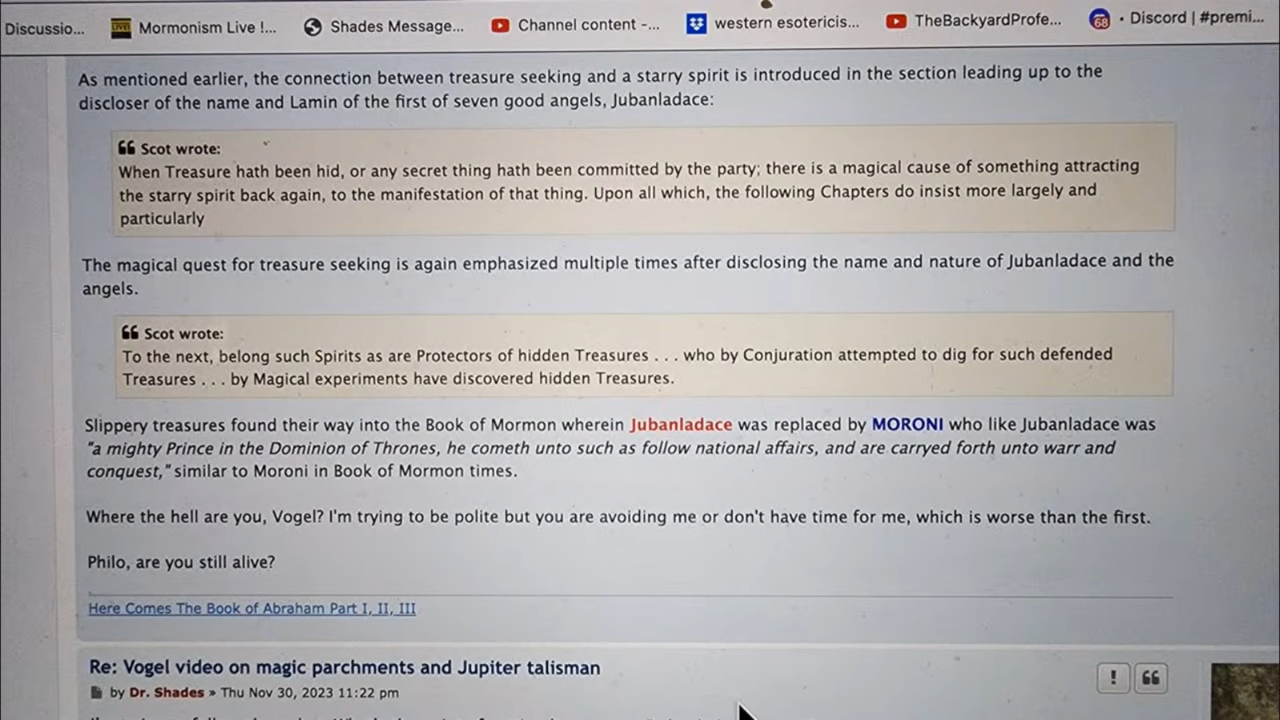 Discussio... Mormonism Live !... Shades Message... Channel content -... western esotericis... TheBackyardProfe... 68 • Discord | #premi...
As mentioned earlier, the connection between treasure seeking and a starry spirit is introduced in the section leading up to the
discloser of the name and Lamin of the first of seven good angels, Jubanladace:
Scot wrote:
When Treasure hath been hid, or any secret thing hath been committed by the party; there is a magical cause of something attracting
the starry spirit back again, to the manifestation of that thing. Upon all which, the following Chapters do insist more largely and
particularly
The magical quest for treasure seeking is again emphasized multiple times after disclosing the name and nature of Jubanladace and the
angels.
Scot wrote:
To the next, belong such Spirits as are Protectors of hidden Treasures . . . who by Conjuration attempted to dig for such defended
Treasures . . . by Magical experiments have discovered hidden Treasures.
Slippery treasures found their way into the Book of Mormon wherein Jubanladace was replaced by MORONI who like Jubanladace was
"a mighty Prince in the Dominion of Thrones, he cometh unto such as follow national affairs, and are carryed forth unto warr and
conquest," similar to Moroni in Book of Mormon times.
Where the hell are you, Vogel? I'm trying to be polite but you are avoiding me or don't have time for me, which is worse than the first.
Philo, are you still alive?
Here Comes The Book of Abraham Part I, II, III
Re: Vogel video on magic parchments and Jupiter talisman
by Dr. Shades » Thu Nov 30, 2023 11:22 pm